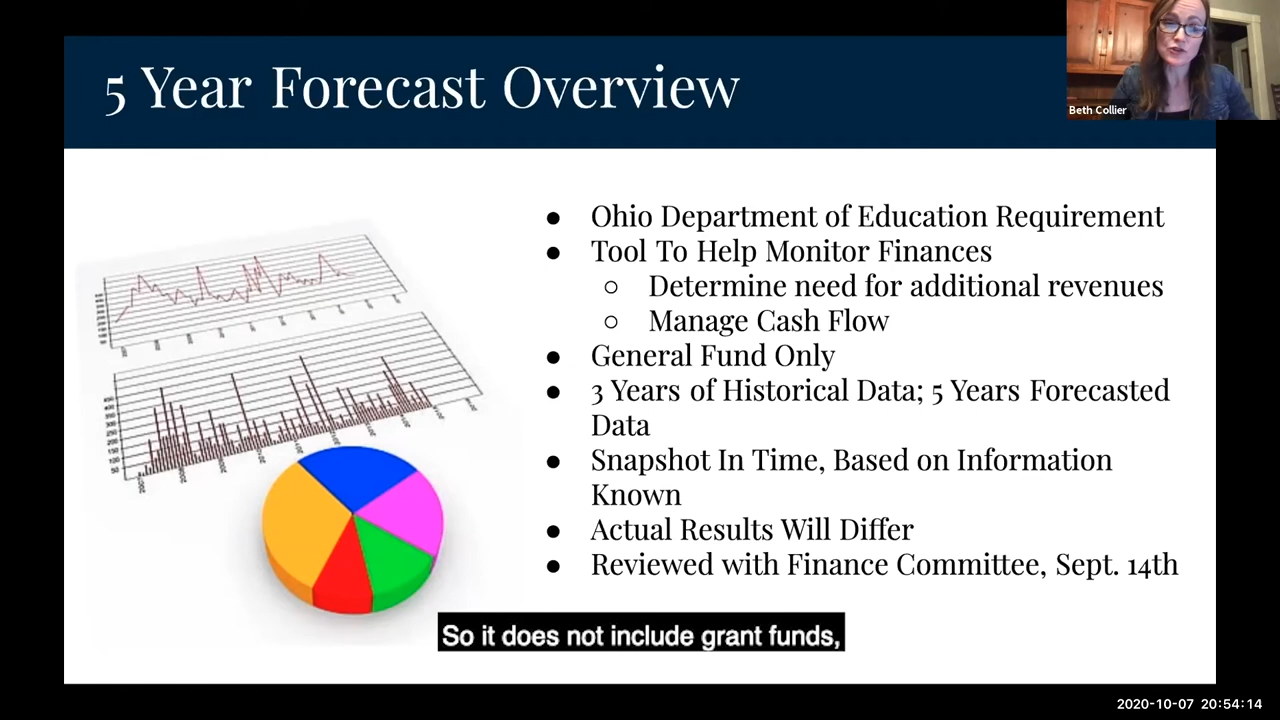 5 Year Forecast Overview
Beth Collier
● Ohio Department of Education Requirement
● Tool To Help Monitor Finances
○ Determine need for additional revenues
○ Manage Cash Flow
● General Fund Only
● 3 Years of Historical Data; 5 Years Forecasted
Data
● Snapshot In Time, Based on Information
Known
● Actual Results Will Differ
● Reviewed with Finance Committee, Sept. 14th
So it does not include grant funds,
2020-10-07 20:54:14